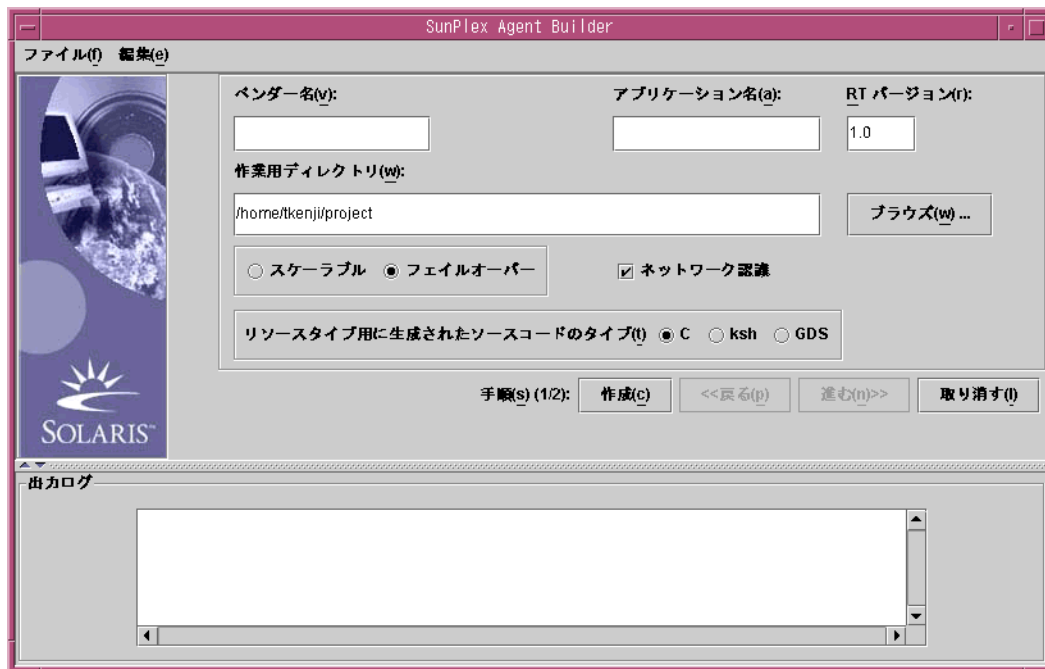 SunPlex Agent Builder
ファイル(f) 編集(e)
ベンダー名(v): アプリケーション名(a): RT バージョン(r):
1.0
作業用ディレクトリ(w):
/home/tkenji/project ブラウズ(w) ...
スケーラブル フェイルオーバー ネットワーク認識
リソースタイプ用に生成されたソースコードのタイプ(t) C ksh GDS
手順(s) (1/2): 作成(c) <<戻る(p) 進む(n)>> 取り消す(l)
SOLARIS™
出力ログ